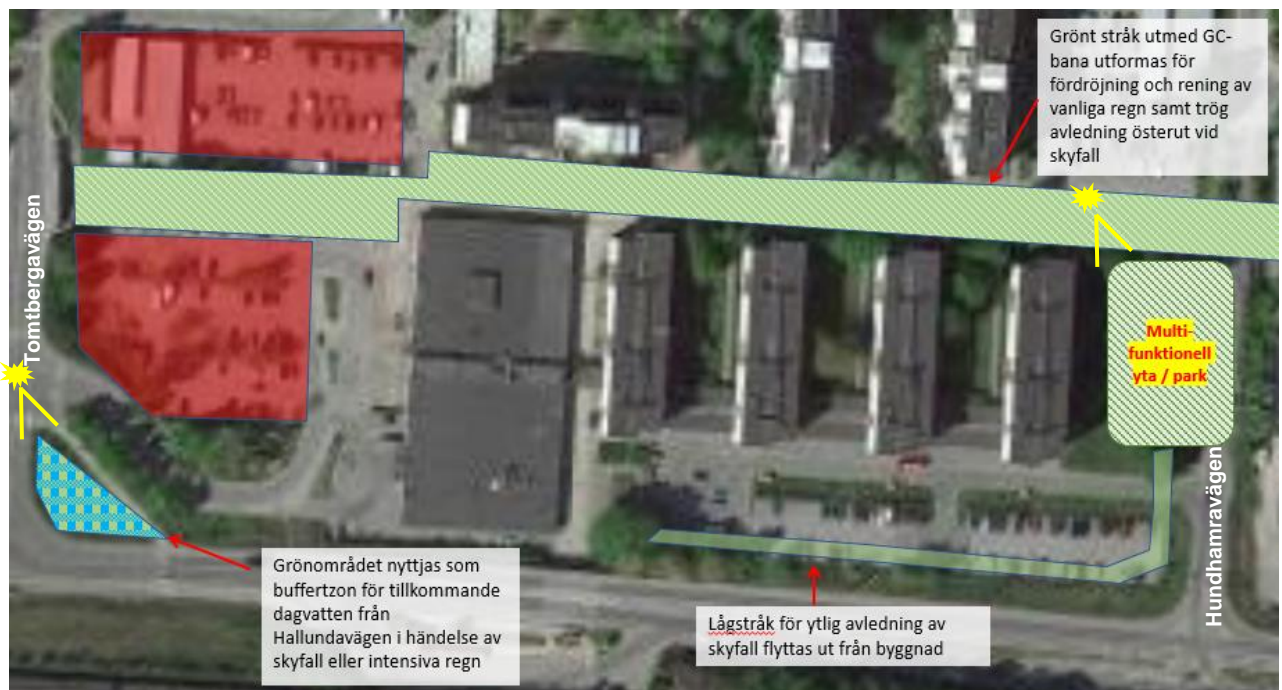 Grönt stråk utmed GC-
bana utformas för
fördröjning och rening av
vanliga regn samt trög
avledning österut vid
skyfall
Tomtbergavägen
Multi-
funktionell
yta / park
Hundhamravägen
Grönområdet nyttjas som
buffertzon för tillkommande
dagvatten från
Hallundavägen i händelse av
skyfall eller intensiva regn
Lågstråk för ytlig avledning av
skyfall flyttas ut från byggnad